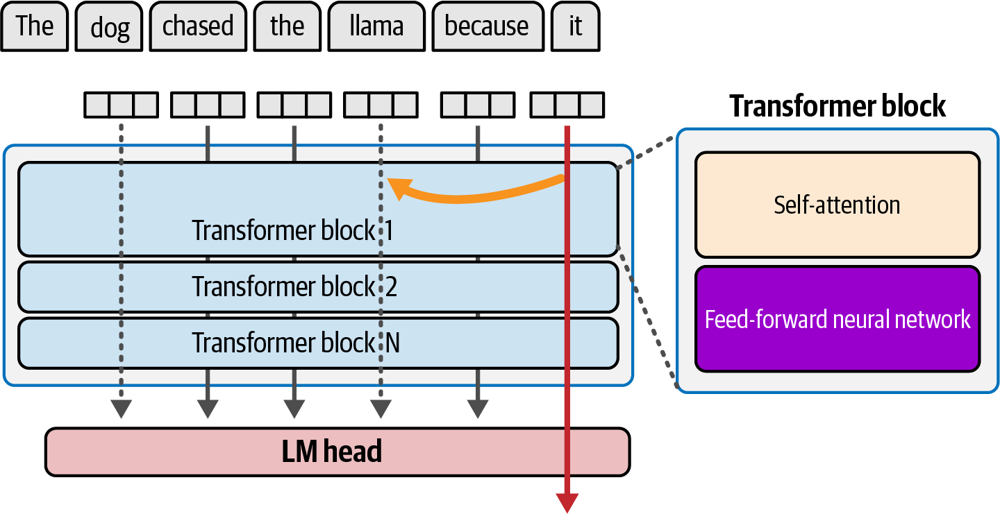 The dog chased the llama because it
Transformer block
Self-attention
Feed-forward neural network
Transformer block 1
Transformer block 2
Transformer block N
LM head